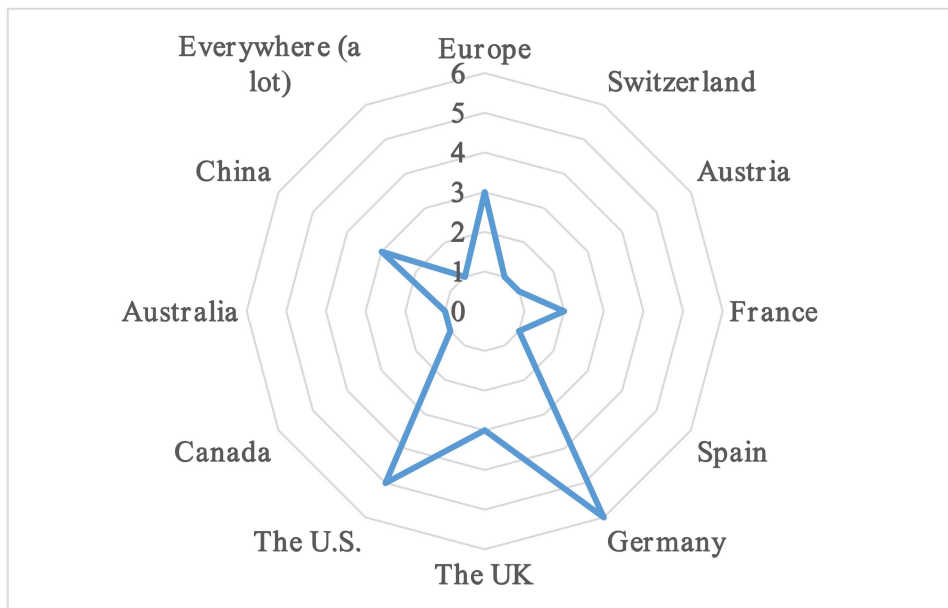 Everywhere (a
lot)
Europe
Switzerland
Austria
France
Spain
Germany
The UK
The U.S.
Canada
Australia
China
6
5
4
3
2
1
0